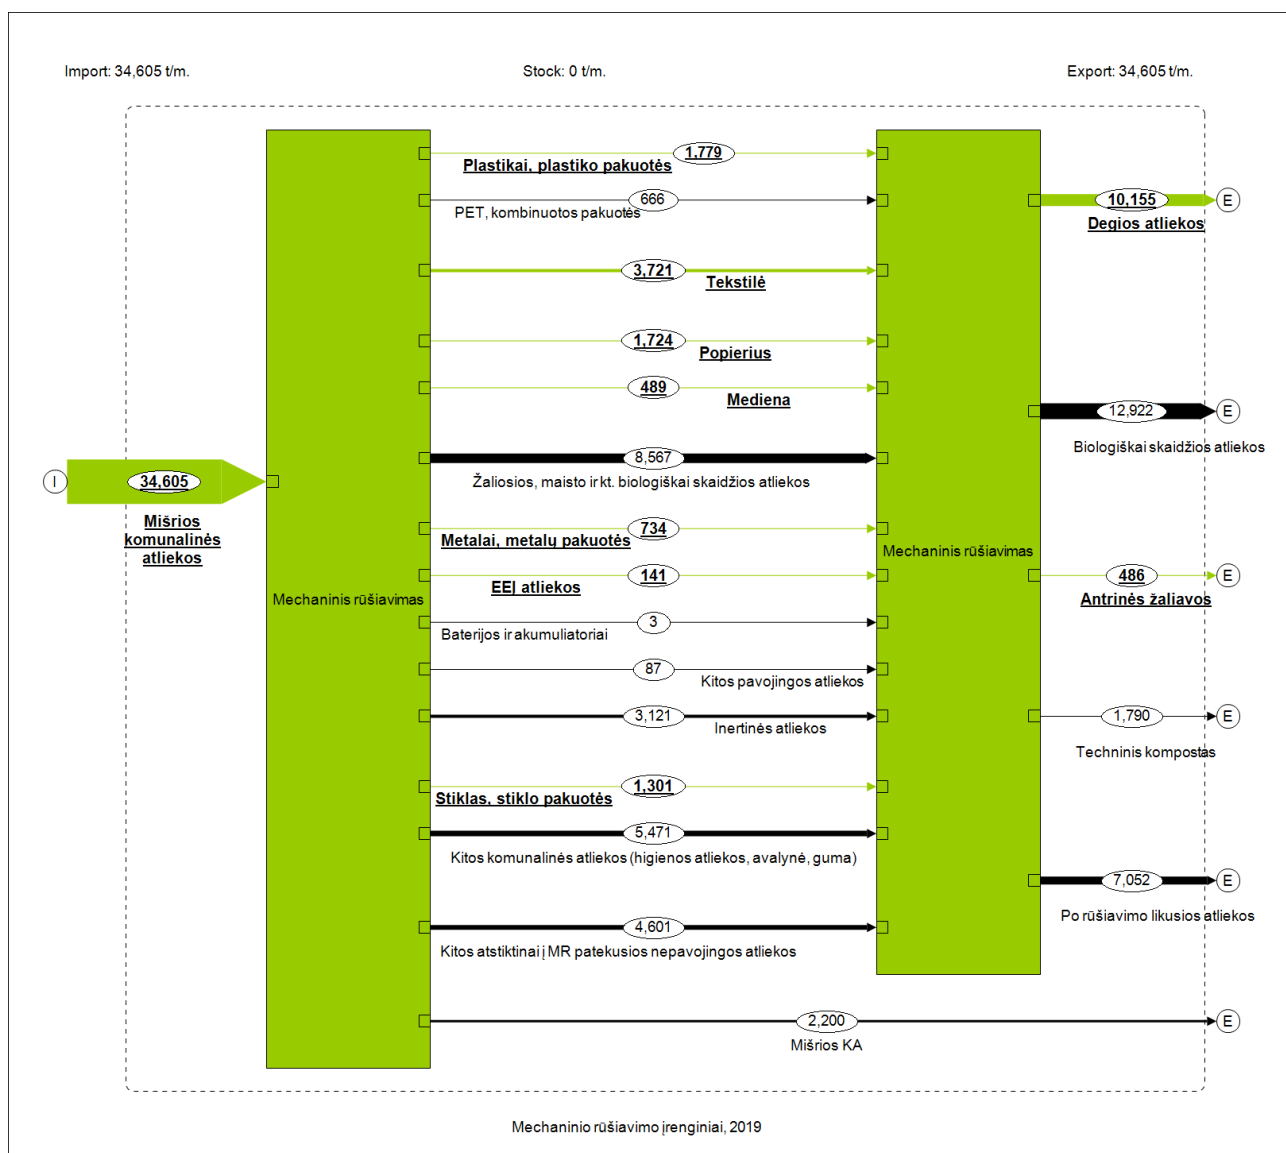 Import: 34,605 t/m.
Stock: 0 t/m.
Export: 34,605 t/m.
1,779
Plastikai, plastiko pakuotės
666
PET, kombinuotos pakuotės
10,155
E
Degios atliekos
3,721
Tekstilė
1,724
Popierius
489
Mediena
12,922
E
Biologiškai skaidžios atliekos
8,567
Žaliosios, maisto ir kt. biologiškai skaidžios atliekos
I
34,605
Mišrios
komunalinės
atliekos
734
Metalai, metalų pakuotės
Mechaninis rūšiavimas
141
EEĮ atliekos
486
E
Antrinės žaliavos
Mechaninis rūšiavimas
3
Baterijos ir akumuliatoriai
87
Kitos pavojingos atliekos
3,121
Inertinės atliekos
1,790
E
Techninis kompostas
1,301
Stiklas, stiklo pakuotės
5,471
Kitos komunalinės atliekos (higienos atliekos, avalynė, guma)
7,052
E
Po rūšiavimo likusios atliekos
4,601
Kitos atstiktinai į MR patekusios nepavojingos atliekos
2,200
E
Mišrios KA
Mechaninio rūšiavimo įrenginiai, 2019